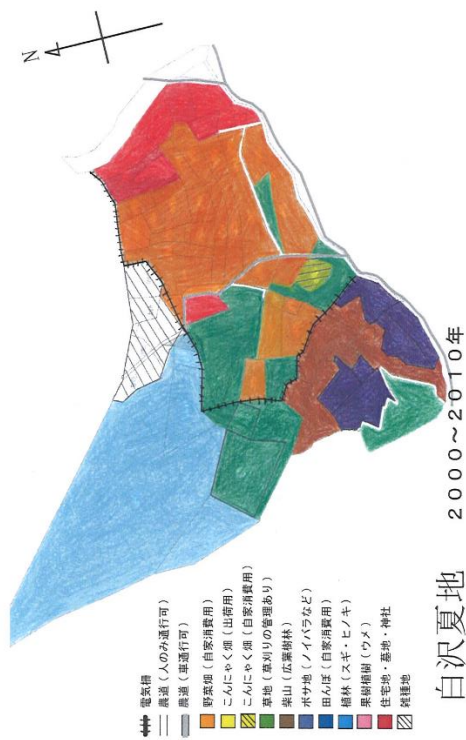 N
電気柵
農道（人のみ通行可）
農道（車通行可）
野菜畑（自家消費用）
こんにゃく畑（出荷用）
こんにゃく畑（自家消費用）
草地（草刈りの管理あり）
柴山（広葉樹林）
ボサ地（ノイバラなど）
田んぼ（自家消費用）
植林（スギ・ヒノキ）
果樹植樹（ウメ）
住宅地・墓地・神社
雑種地
2000～2010年
白沢夏地